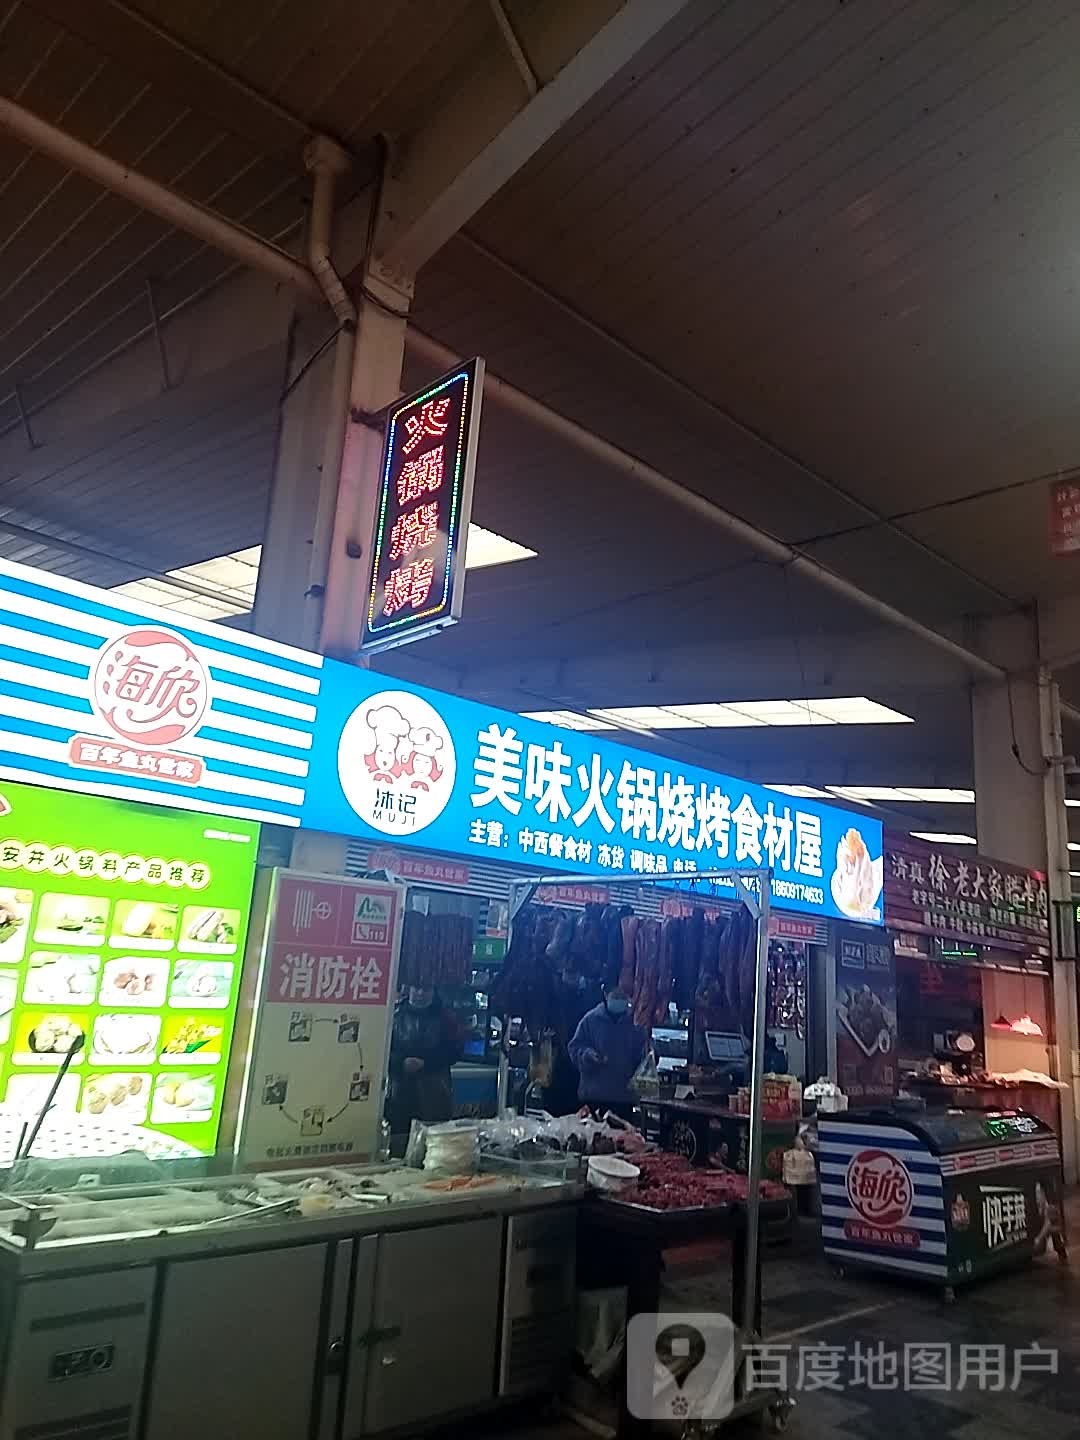 火锅烧烤
海欣
百年鱼丸世家
沐记
MUJI
美味火锅烧烤食材屋
主营：中西餐食材 冻货 调味品
18609174633
安井火锅料产品推荐
消防栓
119
百年鱼丸世家
清真 徐老大家腊牛肉
海欣
百年鱼丸世家
快手菜
百度地图用户